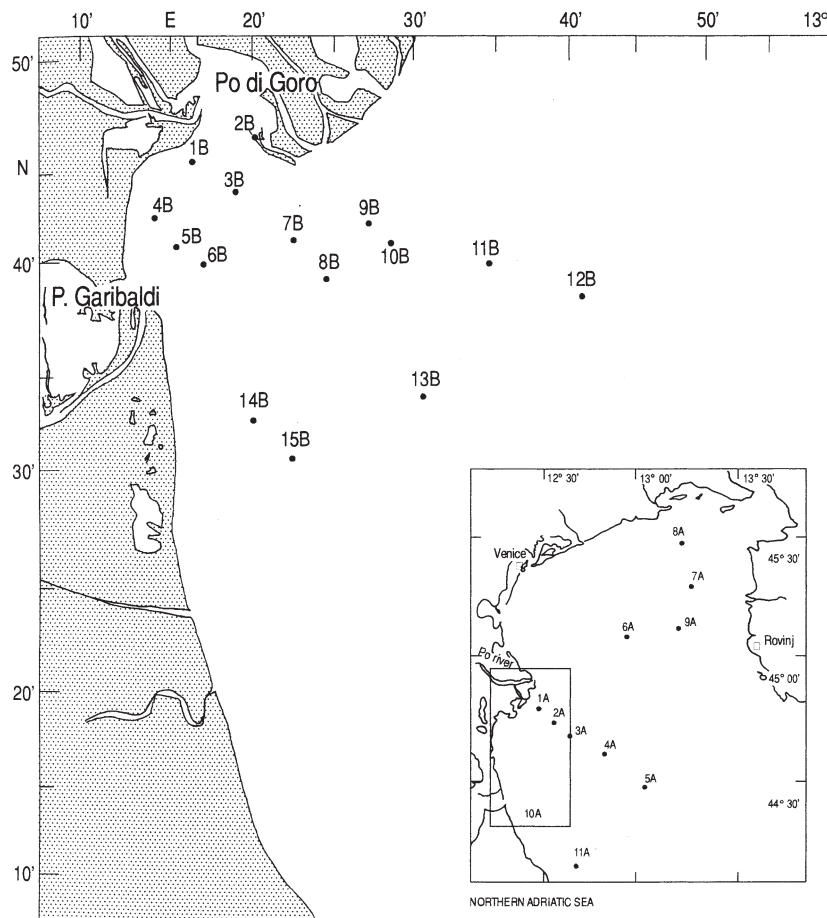 10' E 20' 30' 40' 50' 13°
50'
Po di Goro
2B
1B
N
3B
4B
9B
7B
5B
10B
6B
8B
11B
40'
12B
P. Garibaldi
13B
14B
15B
30'
12° 30' 13° 00' 13° 30'
8A
Venice
45° 30'
7A
6A
9A
Rovinj
Po river
45° 00'
20'
1A
2A
3A
4A
5A
44° 30'
10A
11A
10'
NORTHERN ADRIATIC SEA